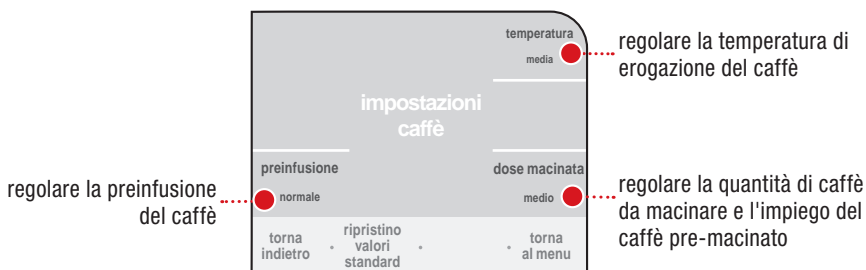 temperatura
media
regolare la temperatura di
erogazione del caffè
impostazioni
caffè
preinfusione
normale
regolare la preinfusione
del caffè
dose macinata
medio
regolare la quantità di caffè
da macinare e l'impiego del
caffè pre-macinato
torna
indietro
ripristino
valori
standard
torna
al menu